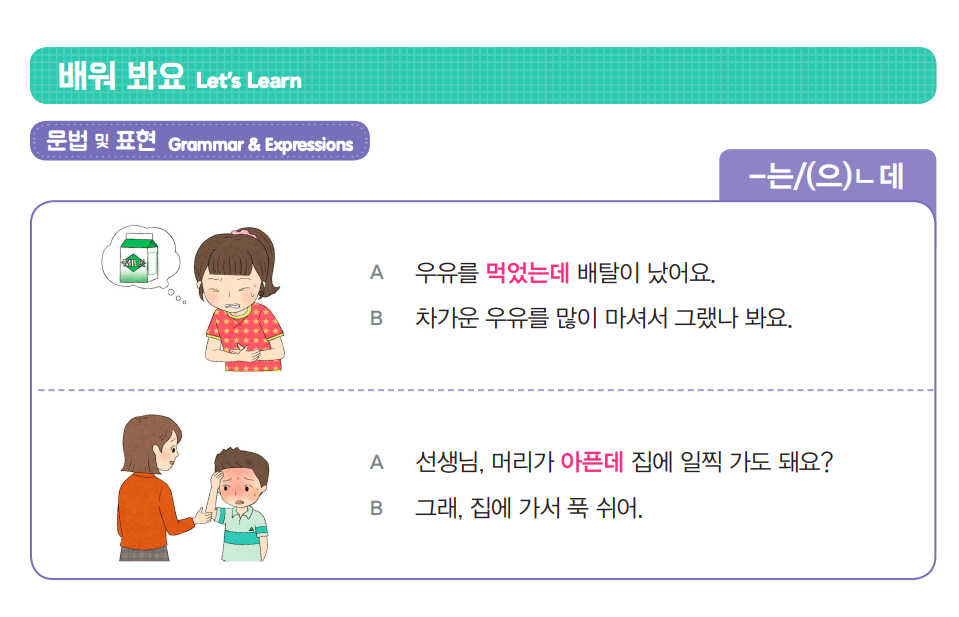 배워 봐요 Let's Learn
문법 및 표현 Grammar & Expressions
-는/(으)ㄴ데
MILK
A 우유를 먹었는데 배탈이 났어요.
B 차가운 우유를 많이 마셔서 그랬나 봐요.
A 선생님, 머리가 아픈데 집에 일찍 가도 돼요?
B 그래, 집에 가서 푹 쉬어.